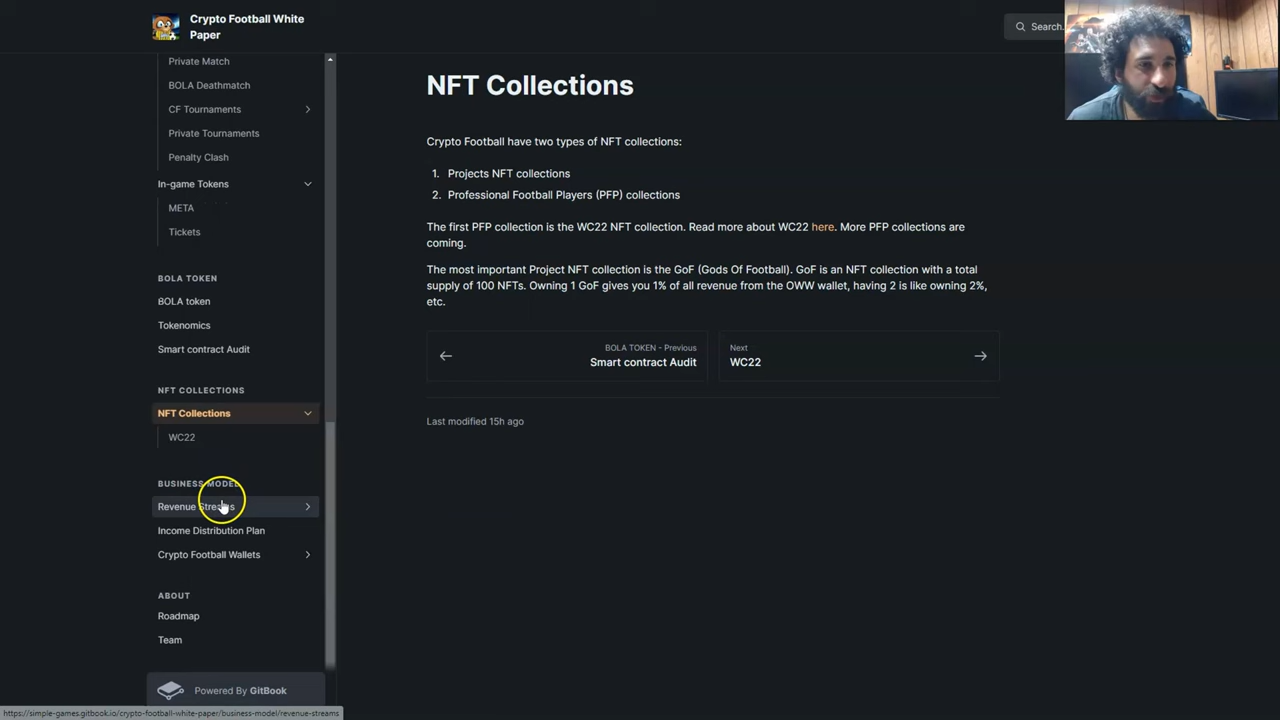 Crypto Football White
Paper
Search.
Private Match
BOLA Deathmatch
CF Tournaments
Private Tournaments
Penalty Clash
In-game Tokens
META
Tickets
BOLA TOKEN
BOLA token
Tokenomics
Smart contract Audit
NFT COLLECTIONS
NFT Collections
WC22
BUSINESS MODEL
Revenue Streams
Income Distribution Plan
Crypto Football Wallets
ABOUT
Roadmap
Team
Powered By GitBook
https://simple-games.gitbook.io/crypto-football-white-paper/business-model/revenue-streams
NFT Collections
Crypto Football have two types of NFT collections:
1. Projects NFT collections
2. Professional Football Players (PFP) collections
The first PFP collection is the WC22 NFT collection. Read more about WC22 here. More PFP collections are
coming.
The most important Project NFT collection is the GoF (Gods Of Football). GoF is an NFT collection with a total
supply of 100 NFTs. Owning 1 GoF gives you 1% of all revenue from the OWW wallet, having 2 is like owning 2%,
etc.
BOLA TOKEN - Previous
Smart contract Audit
Next
WC22
Last modified 15h ago